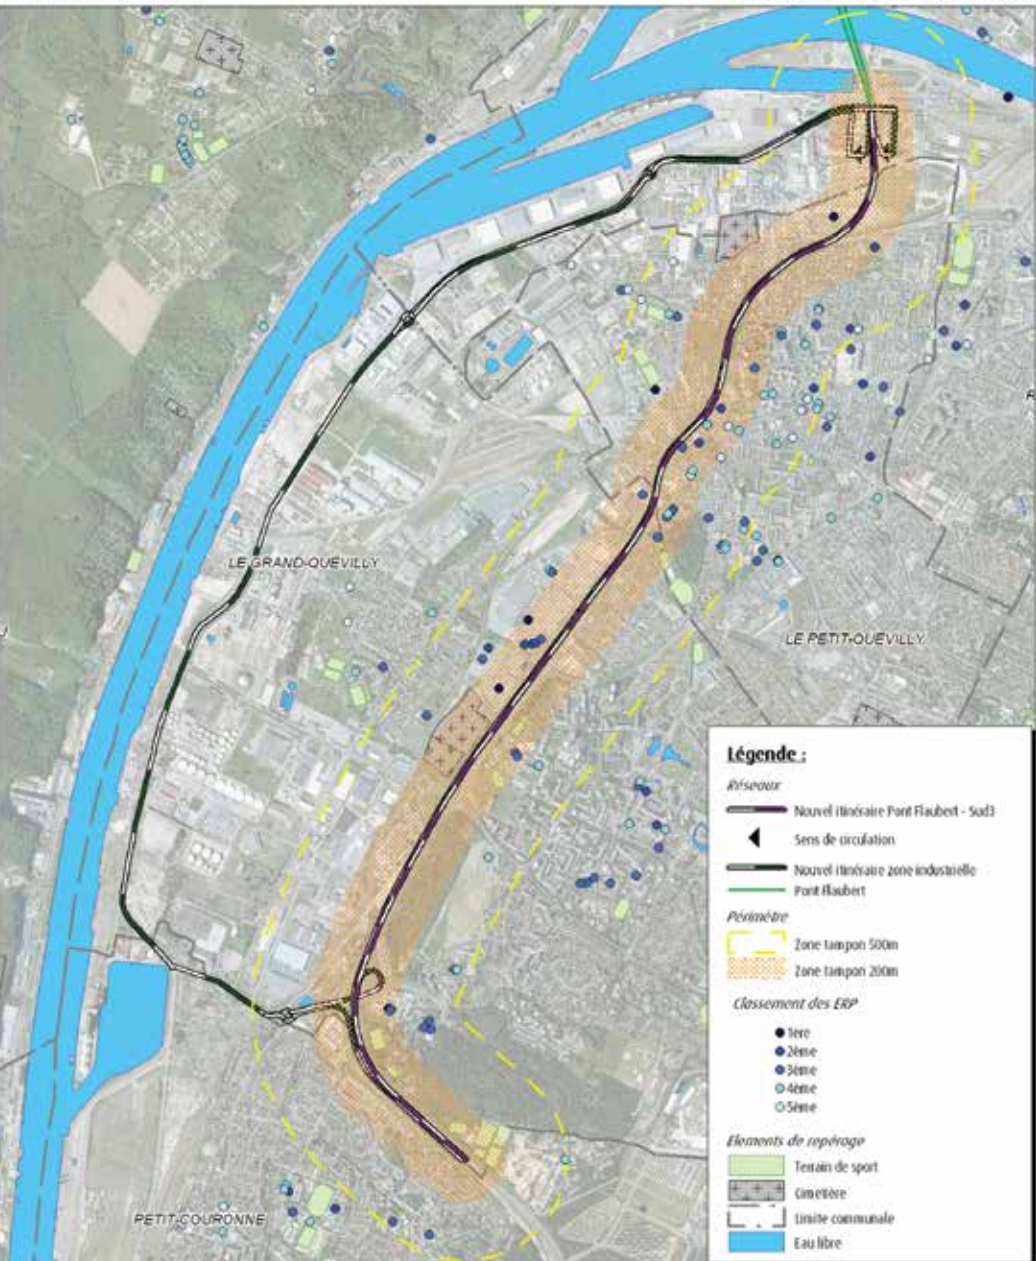 LE GRAND-QUEVILLY
LE PETIT-QUEVILLY
PETIT-COURONNE
Légende :
Réseaux
Nouvel itinéraire Pont Flaubert - Sud3
Sens de circulation
Nouvel itinéraire zone industrielle
Pont Flaubert
Périmètre
Zone tampon 500m
Zone tampon 200m
Classement des ERP
1ere
2ème
3ème
4ème
5ème
Elements de repérage
Terrain de sport
Cimetière
Limite communale
Eau libre